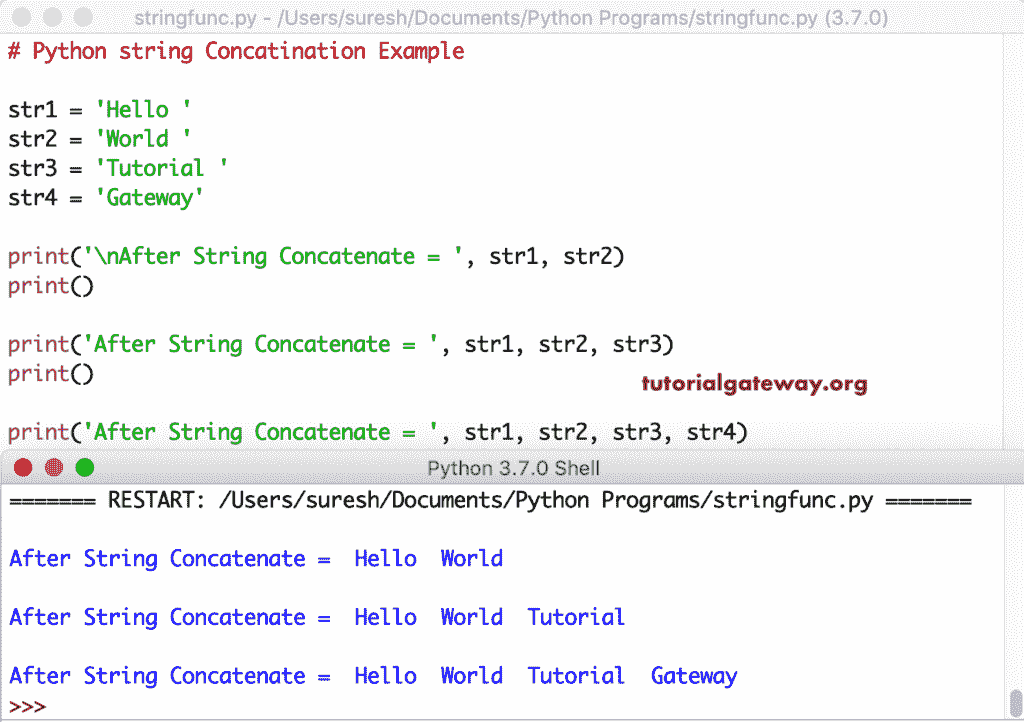 stringfunc.py - /Users/suresh/Documents/Python Programs/stringfunc.py (3.7.0)
# Python string Concatination Example
str1 = 'Hello '
str2 = 'World '
str3 = 'Tutorial '
str4 = 'Gateway'
print('\nAfter String Concatenate = ', str1, str2)
print()
print('After String Concatenate = ', str1, str2, str3)
print()
tutorialgateway.org
print('After String Concatenate = ', str1, str2, str3, str4)
Python 3.7.0 Shell
======= RESTART: /Users/suresh/Documents/Python Programs/stringfunc.py =======
After String Concatenate =  Hello  World
After String Concatenate =  Hello  World  Tutorial
After String Concatenate =  Hello  World  Tutorial  Gateway
>>>